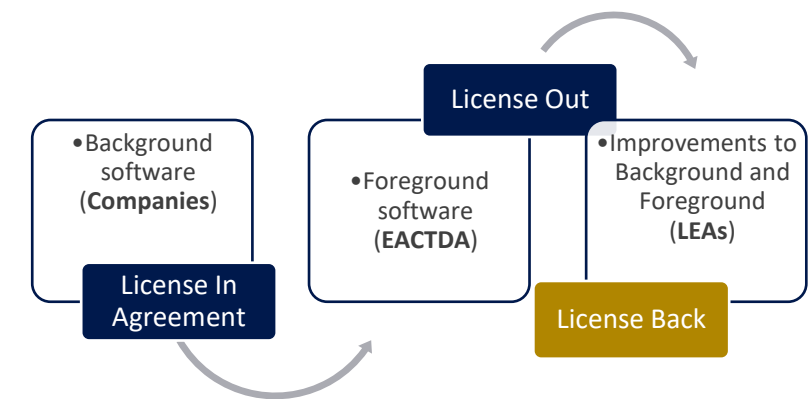 •Background
software
(Companies)
License In
Agreement
•Foreground
software
(EACTDA)
License Out
•Improvements to
Background and
Foreground
(LEAs)
License Back